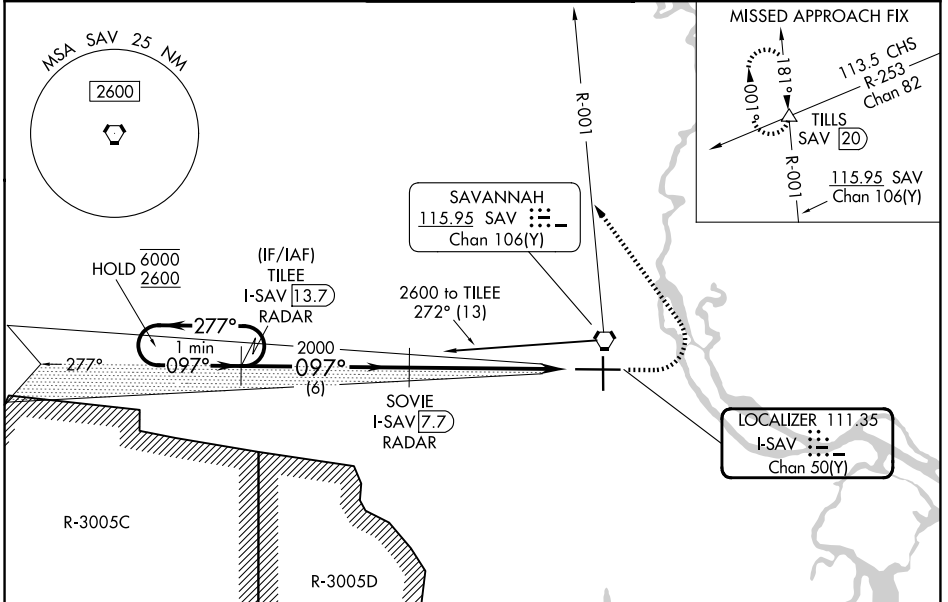 MSA SAV 25 NM
2600
R-001
MISSED APPROACH FIX
181°
001°
113.5 CHS
R-253
Chan 82
TILLS
SAV 20
R-001
115.95 SAV
Chan 106(Y)
SAVANNAH
115.95 SAV
Chan 106(Y)
HOLD 6000
2600
(IF/IAF)
TILEE
I-SAV 13.7
RADAR
2600 to TILEE
272° (13)
277°
1 min
097°
277°
2000
097°
(6)
SOVIE
I-SAV 7.7
RADAR
LOCALIZER 111.35
I-SAV
Chan 50(Y)
R-3005C
R-3005D